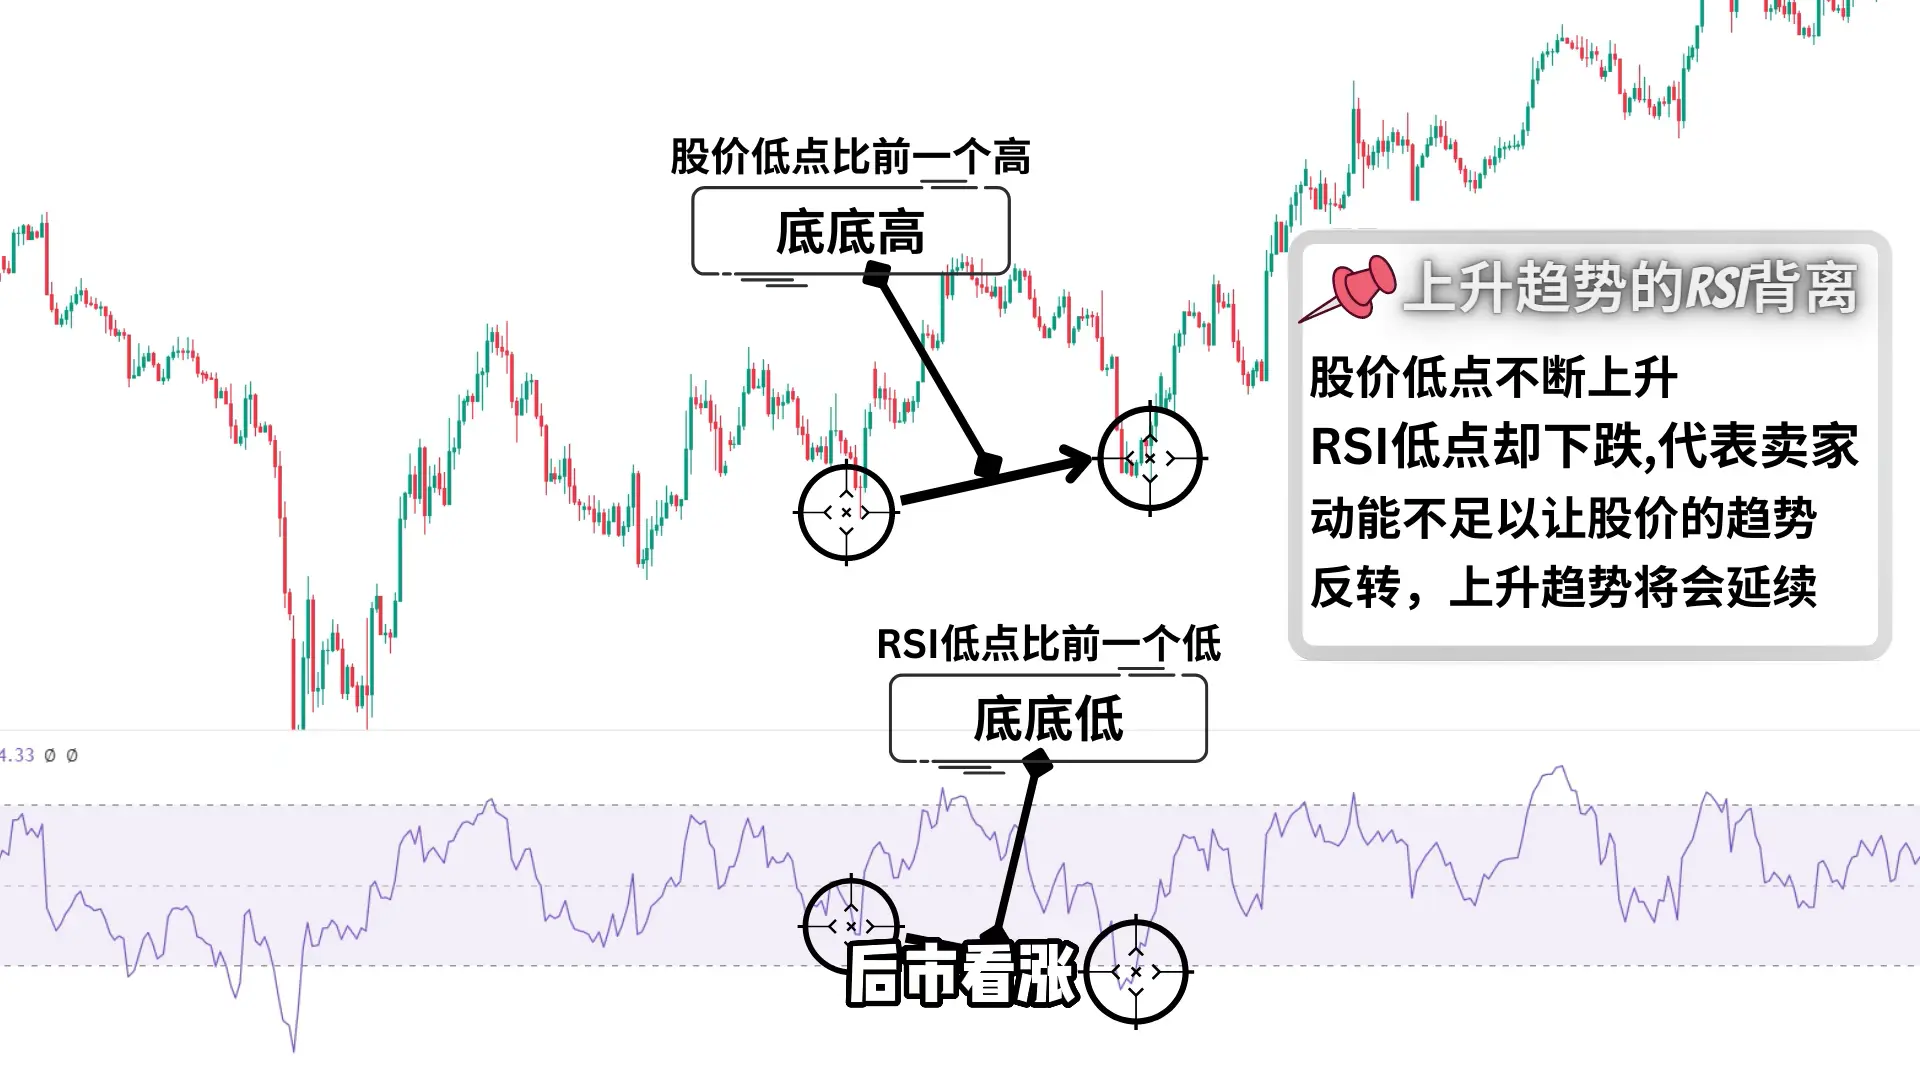 股价低点比前一个高
底底高
上升趋势的RSI背离
股价低点不断上升
RSI低点却下跌,代表卖家
动能不足以让股价的趋势
反转，上升趋势将会延续
RSI低点比前一个低
底底低
4.33 Ø Ø
后市看涨